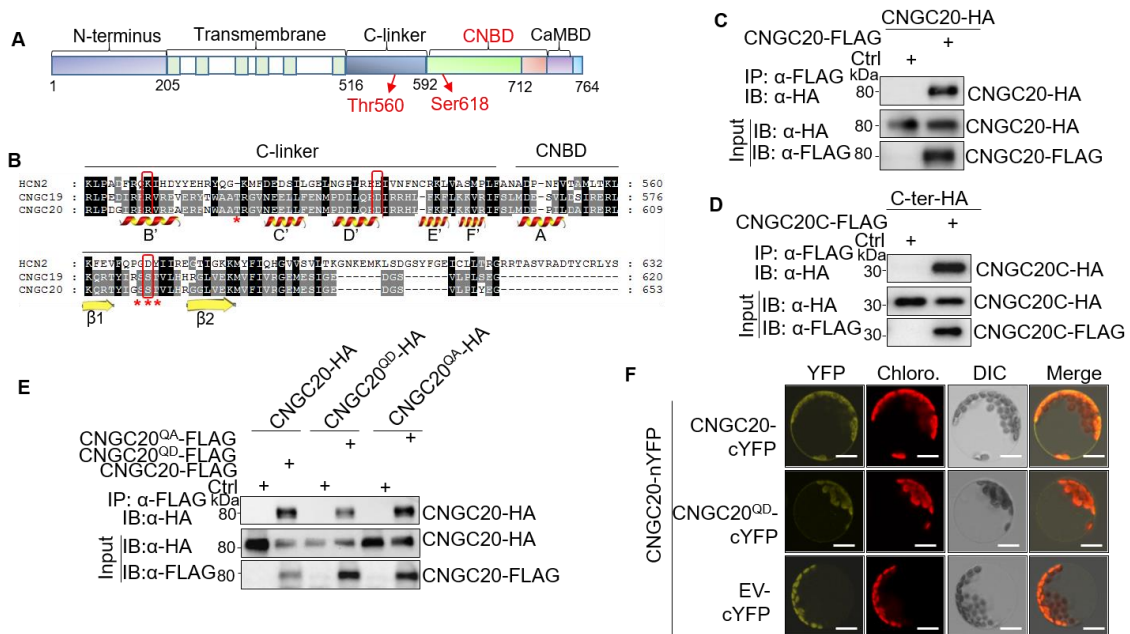 A
N-terminus Transmembrane C-linker CNBD CaMBD
1 205 516 592 712 764
Thr560 Ser618
B
C-linker CNBD
HCN2 : : 560
CNGC19 : : 576
CNGC20 : : 609
* B' C' D' E' F' A
HCN2 : : 632
CNGC19 : : 620
CNGC20 : : 653
β1 *** β2
C
CNGC20-HA
CNGC20-FLAG +
Ctrl +
IP: α-FLAG kDa
IB: α-HA 80- CNGC20-HA
Input IB: α-HA 80- CNGC20-HA
IB: α-FLAG 80- CNGC20-FLAG
D
C-ter-HA
CNGC20C-FLAG +
Ctrl +
IP: α-FLAG kDa
IB: α-HA 30- CNGC20C-HA
Input IB: α-HA 30- CNGC20C-HA
IB: α-FLAG 30- CNGC20C-FLAG
E
CNGC20-HA CNGC20QD-HA CNGC20QA-HA
CNGC20QA-FLAG +
CNGC20QD-FLAG +
CNGC20-FLAG +
Ctrl + + +
IP: α-FLAG kDa
IB:α-HA 80- CNGC20-HA
Input IB:α-HA 80- CNGC20-HA
IB:α-FLAG 80- CNGC20-FLAG
F
YFP Chloro. DIC Merge
CNGC20-nYFP
CNGC20-
cYFP
CNGC20QD-
cYFP
EV-
cYFP